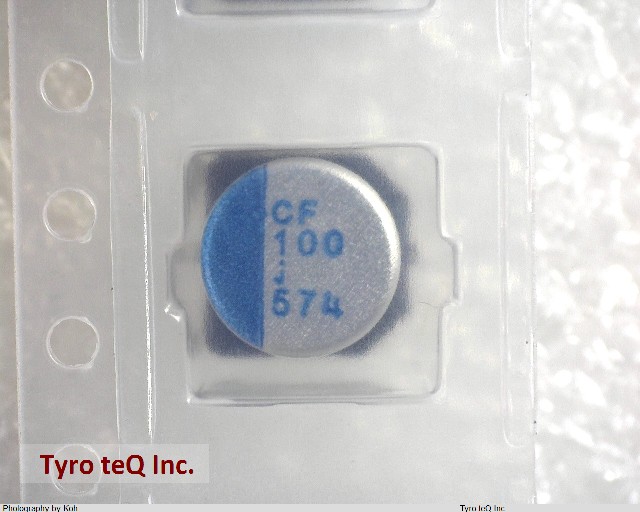 CF
100
574
Tyro teQ Inc.
Photography by Koh
Tyro teQ Inc